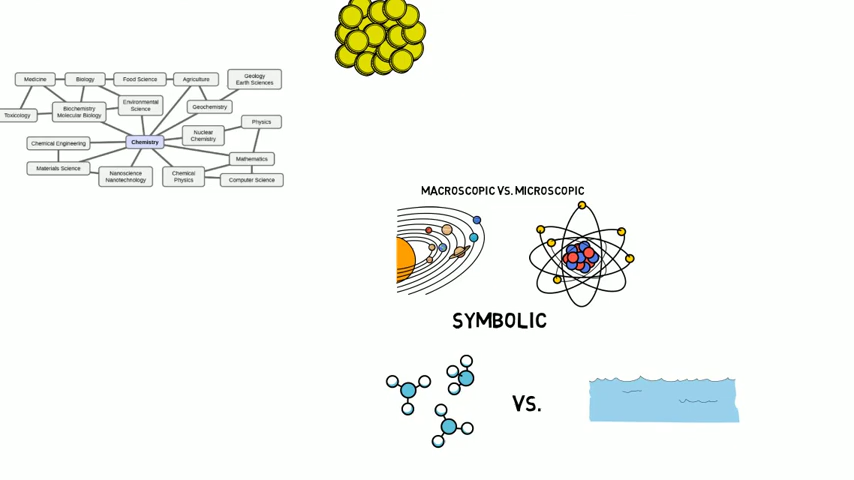 Medicine
Biology
Food Science
Agriculture
Geology
Earth Sciences
Toxicology
Biochemistry
Molecular Biology
Environmental
Science
Geochemistry
Physics
Nuclear
Chemistry
Chemical Engineering
Chemistry
Mathematics
Materials Science
Nanoscience
Nanotechnology
Chemical
Physics
Computer Science
MACROSCOPIC VS. MICROSCOPIC
SYMBOLIC
VS.